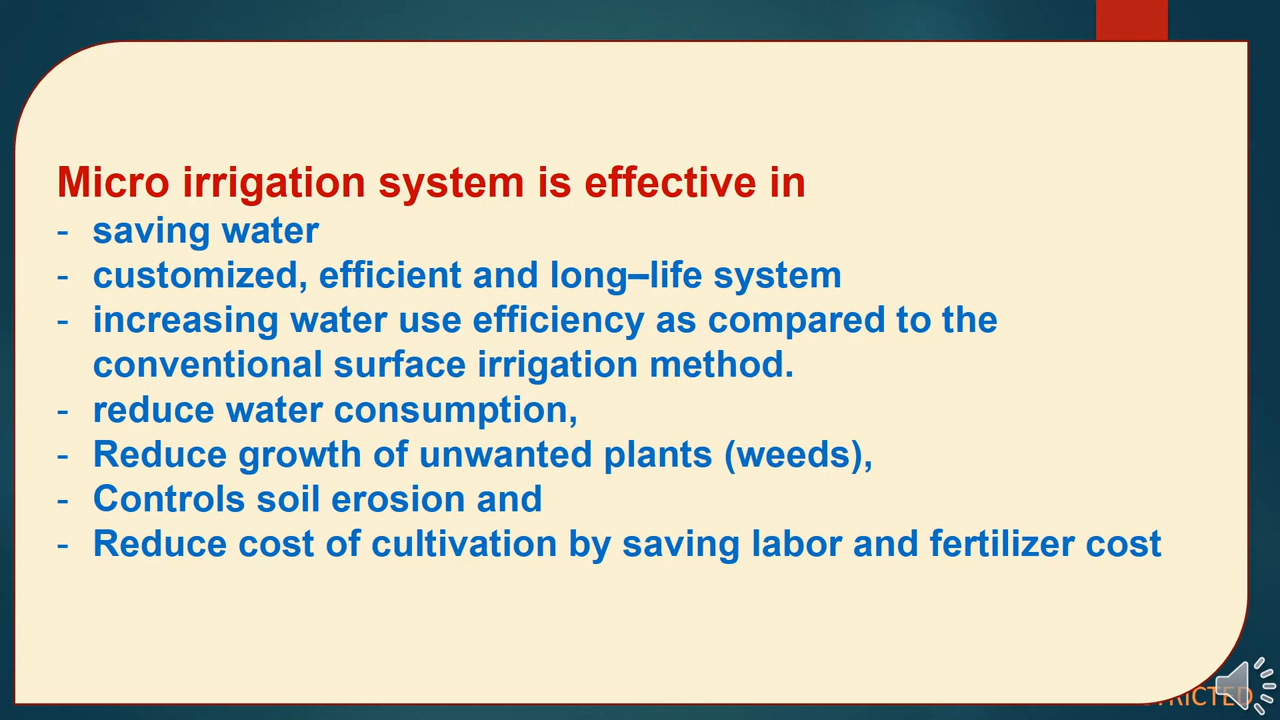 Micro irrigation system is effective in
- saving water
- customized, efficient and long–life system
- increasing water use efficiency as compared to the
conventional surface irrigation method.
- reduce water consumption,
- Reduce growth of unwanted plants (weeds),
- Controls soil erosion and
- Reduce cost of cultivation by saving labor and fertilizer cost